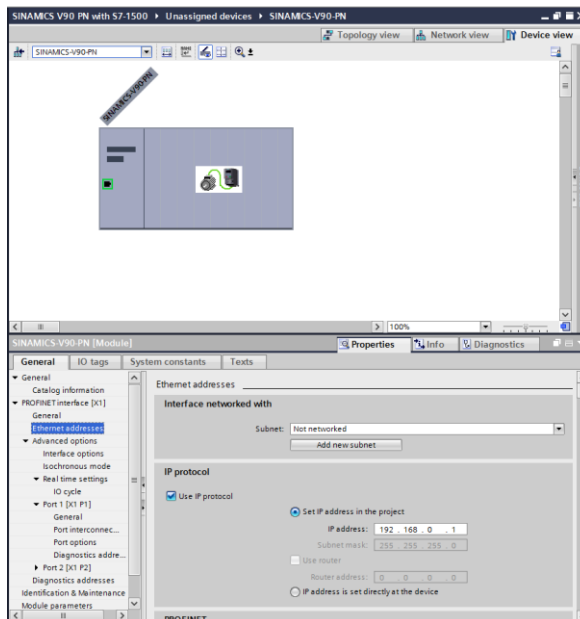 SINAMICS V90 PN with S7-1500 ▸ Unassigned devices ▸ SINAMICS-V90-PN
Topology view Network view Device view
SINAMICS-V90-PN
SINAMICS-V90-PN
100%
SINAMICS-V90-PN [Module]
Properties Info Diagnostics
General IO tags System constants Texts
General
Catalog information
PROFINET interface [X1]
General
Ethernet addresses
Advanced options
Interface options
Isochronous mode
Real time settings
IO cycle
Port 1 [X1 P1]
General
Port interconnec...
Port options
Diagnostics addre...
Port 2 [X1 P2]
Diagnostics addresses
Identification & Maintenance
Module parameters
Ethernet addresses
Interface networked with
Subnet: Not networked
Add new subnet
IP protocol
Use IP protocol
Set IP address in the project
IP address: 192 . 168 . 0 . 1
Subnet mask: 255 . 255 . 255 . 0
Use router
Router address: 0 . 0 . 0 . 0
IP address is set directly at the device
PROFINET